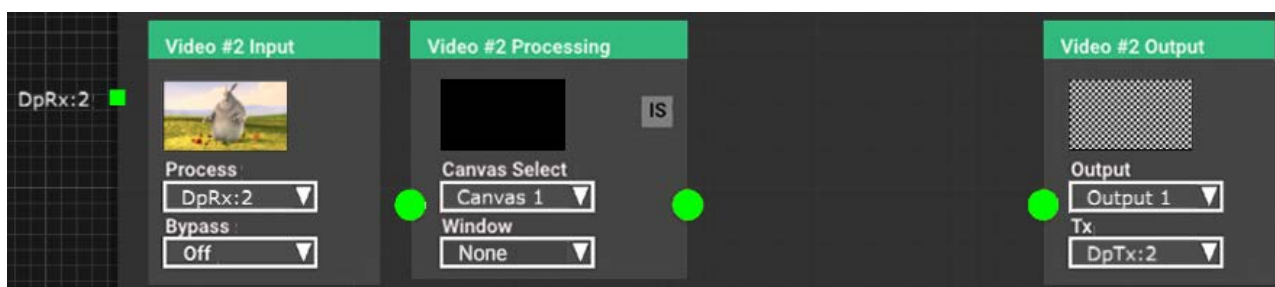 DpRx:2
Video #2 Input
Process
DpRx:2
Bypass
Off
Video #2 Processing
IS
Canvas Select
Canvas 1
Window
None
Video #2 Output
Output
Output 1
Tx
DpTx:2